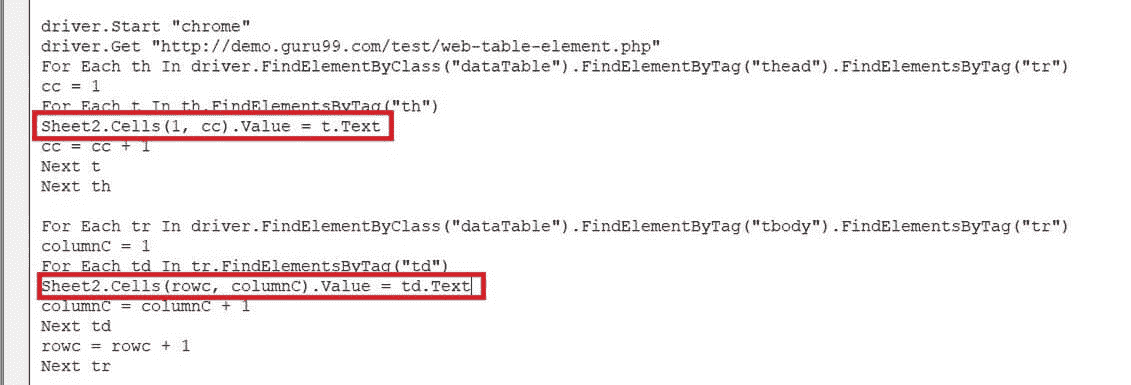 driver.Start "chrome"
driver.Get "http://demo.guru99.com/test/web-table-element.php"
For Each th In driver.FindElementByClass("dataTable").FindElementByTag("thead").FindElementsByTag("tr")
cc = 1
For Each t In th.FindElementsByTag("th")
Sheet2.Cells(1, cc).Value = t.Text
cc = cc + 1
Next t
Next th
For Each tr In driver.FindElementByClass("dataTable").FindElementByTag("tbody").FindElementsByTag("tr")
columnC = 1
For Each td In tr.FindElementsByTag("td")
Sheet2.Cells(rowc, columnC).Value = td.Text
columnC = columnC + 1
Next td
rowc = rowc + 1
Next tr